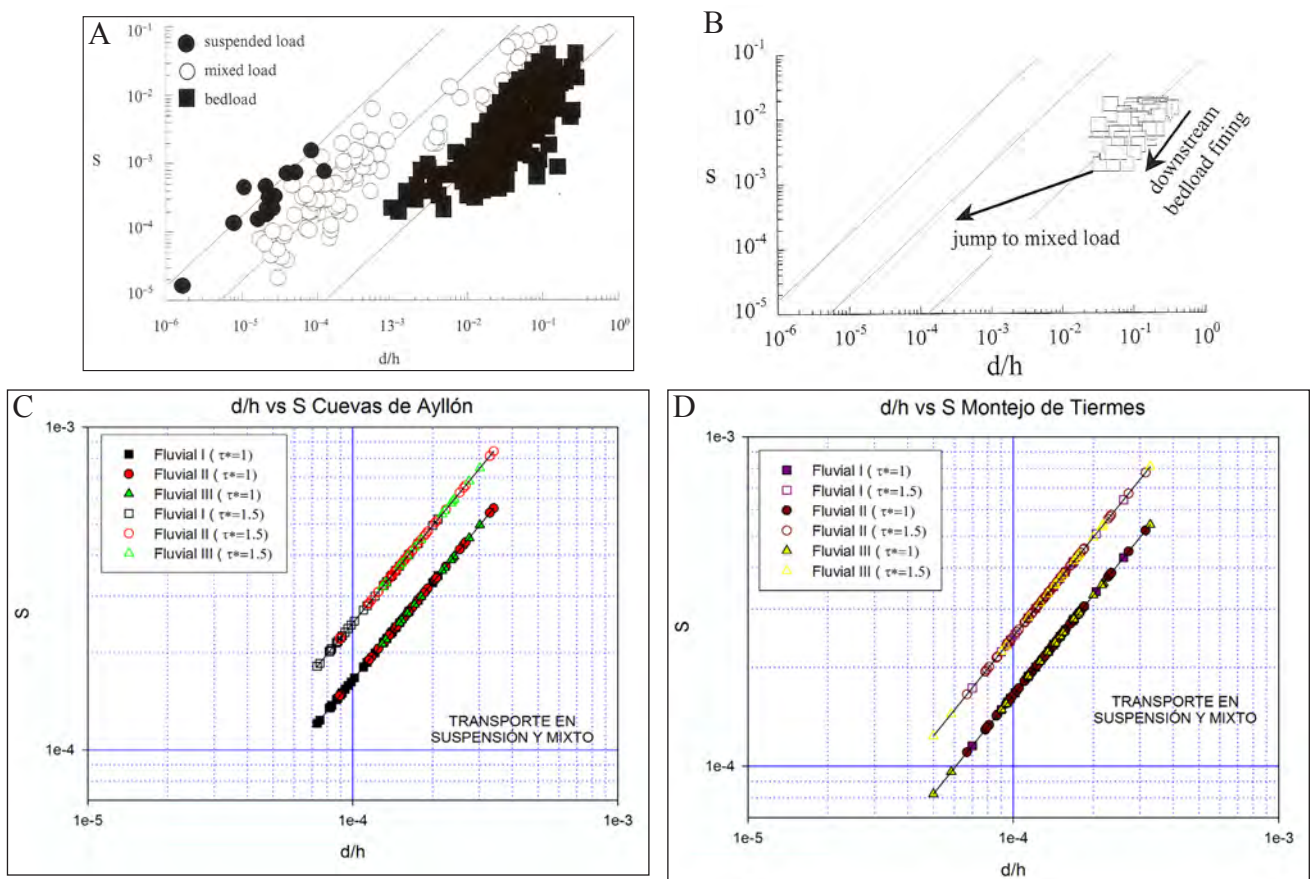 A
suspended load
mixed load
bedload
10⁻¹
10⁻²
10⁻³
10⁻⁴
10⁻⁵
S
10⁻⁶
10⁻⁵
10⁻⁴
13⁻³
10⁻²
10⁻¹
10⁰
d/h
B
10⁻¹
10⁻²
10⁻³
10⁻⁴
10⁻⁵
S
downstream
bedload fining
jump to mixed load
10⁻⁶
10⁻⁵
10⁻⁴
10⁻³
10⁻²
10⁻¹
10⁰
d/h
C
d/h vs S Cuevas de Ayllón
1e-3
Fluvial I ( τ*=1)
Fluvial II ( τ*=1)
Fluvial III ( τ*=1)
Fluvial I ( τ*=1.5)
Fluvial II ( τ*=1.5)
Fluvial III ( τ*=1.5)
S
TRANSPORTE EN
SUSPENSIÓN Y MIXTO
1e-4
1e-5
1e-4
1e-3
d/h
D
d/h vs S Montejo de Tiermes
1e-3
Fluvial I ( τ*=1)
Fluvial I ( τ*=1.5)
Fluvial II ( τ*=1)
Fluvial II ( τ*=1.5)
Fluvial III ( τ*=1)
Fluvial III ( τ*=1.5)
S
TRANSPORTE EN
SUSPENSIÓN Y MIXTO
1e-4
1e-5
1e-4
1e-3
d/h